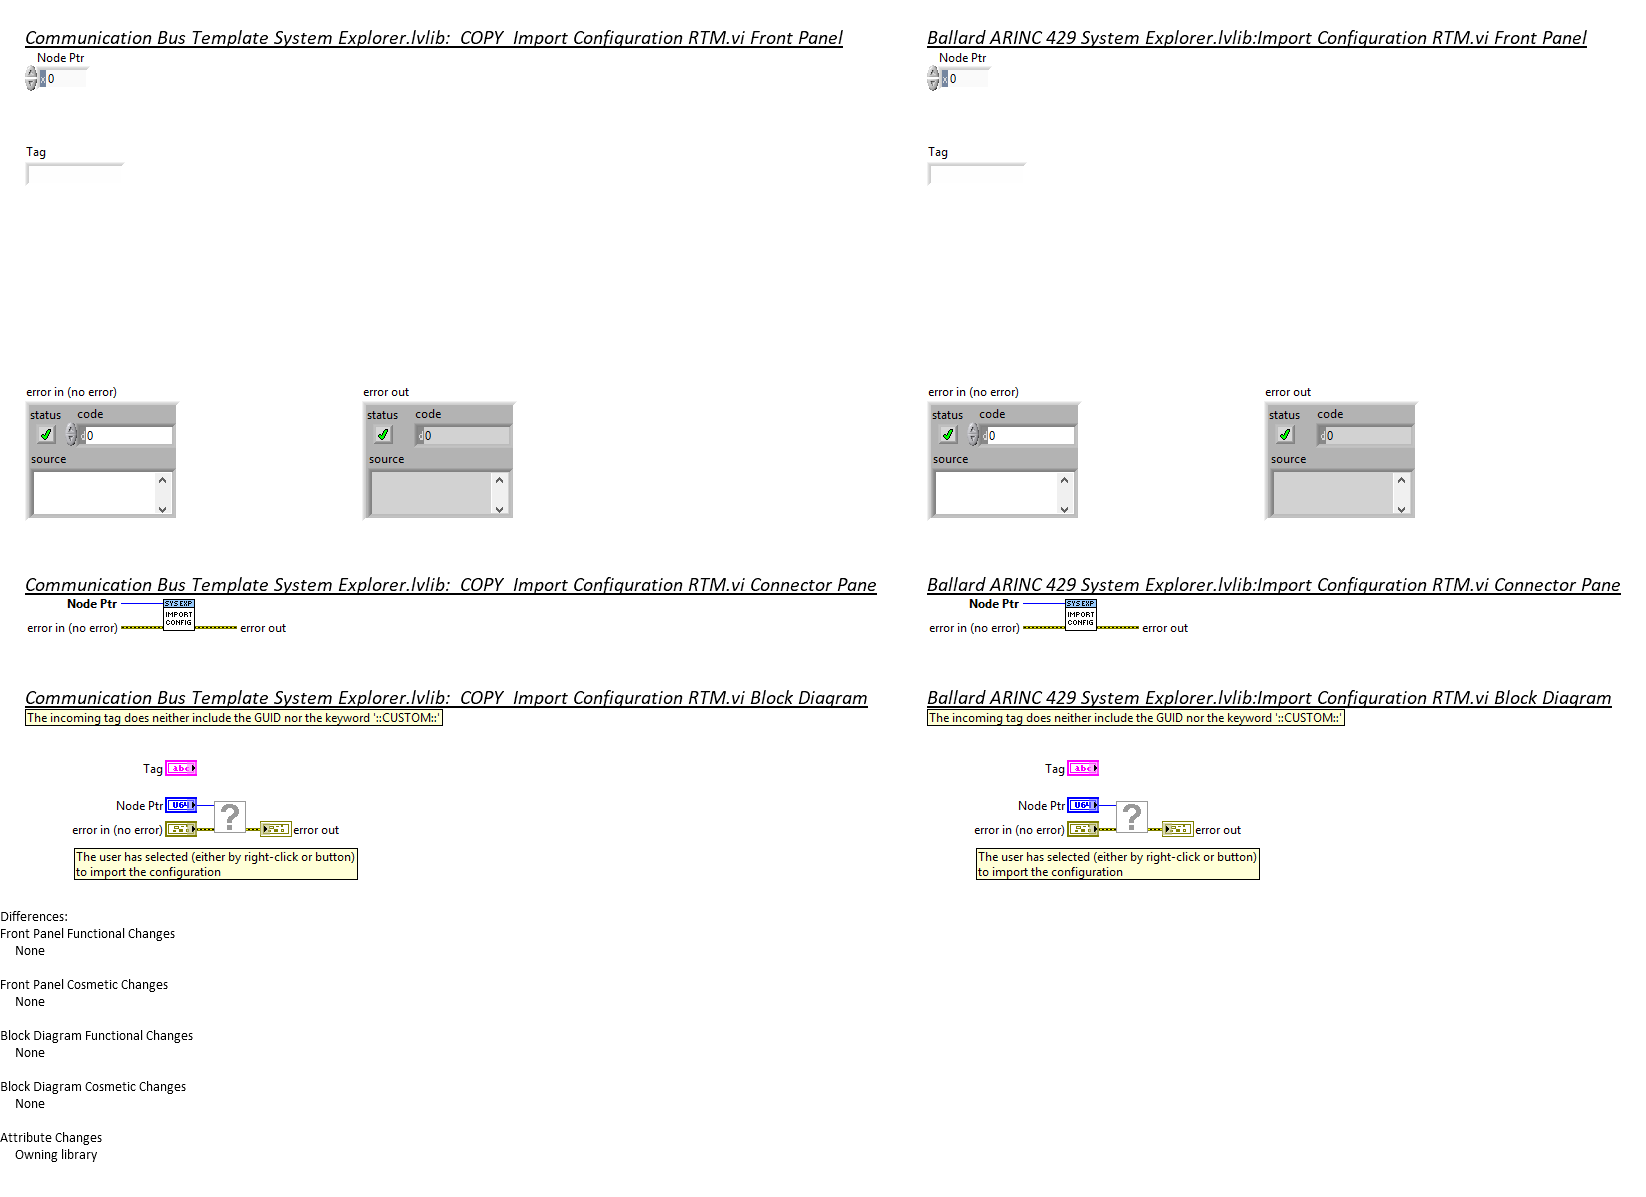 Communication Bus Template System Explorer.lvlib:  COPY  Import Configuration RTM.vi Front Panel
Node Ptr
x 0
Tag
error in (no error)
status code
d 0
source
error out
status code
d 0
source
Communication Bus Template System Explorer.lvlib:  COPY  Import Configuration RTM.vi Connector Pane
Node Ptr
SYS EXP
IMPORT
CONFIG
error in (no error)
error out
Communication Bus Template System Explorer.lvlib:  COPY  Import Configuration RTM.vi Block Diagram
The incoming tag does neither include the GUID nor the keyword '::CUSTOM::'
Tag abc
Node Ptr U64
?
error in (no error)
error out
The user has selected (either by right-click or button)
to import the configuration
Ballard ARINC 429 System Explorer.lvlib:Import Configuration RTM.vi Front Panel
Node Ptr
x 0
Tag
error in (no error)
status code
d 0
source
error out
status code
d 0
source
Ballard ARINC 429 System Explorer.lvlib:Import Configuration RTM.vi Connector Pane
Node Ptr
SYS EXP
IMPORT
CONFIG
error in (no error)
error out
Ballard ARINC 429 System Explorer.lvlib:Import Configuration RTM.vi Block Diagram
The incoming tag does neither include the GUID nor the keyword '::CUSTOM::'
Tag abc
Node Ptr U64
?
error in (no error)
error out
The user has selected (either by right-click or button)
to import the configuration
Differences:
Front Panel Functional Changes
None
Front Panel Cosmetic Changes
None
Block Diagram Functional Changes
None
Block Diagram Cosmetic Changes
None
Attribute Changes
Owning library